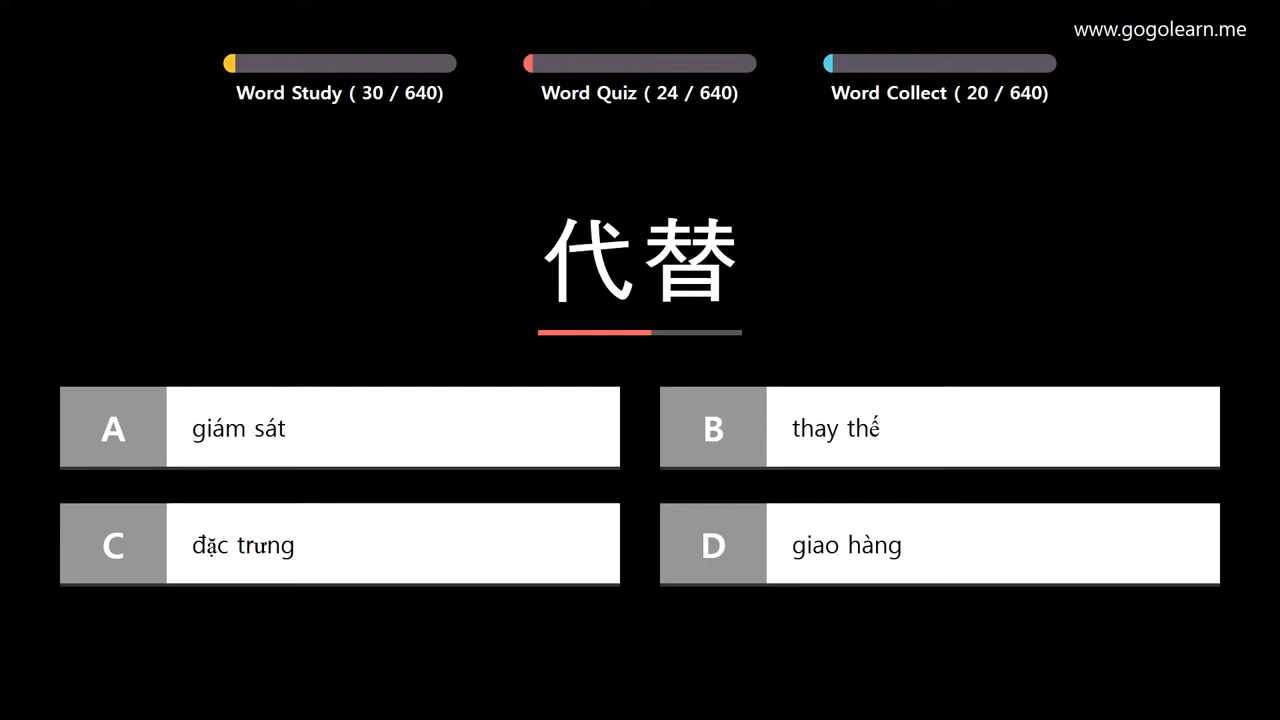 www.gogolearn.me
Word Study ( 30 / 640)
Word Quiz ( 24 / 640)
Word Collect ( 20 / 640)
代替
A giám sát
B thay thế
C đặc trưng
D giao hàng